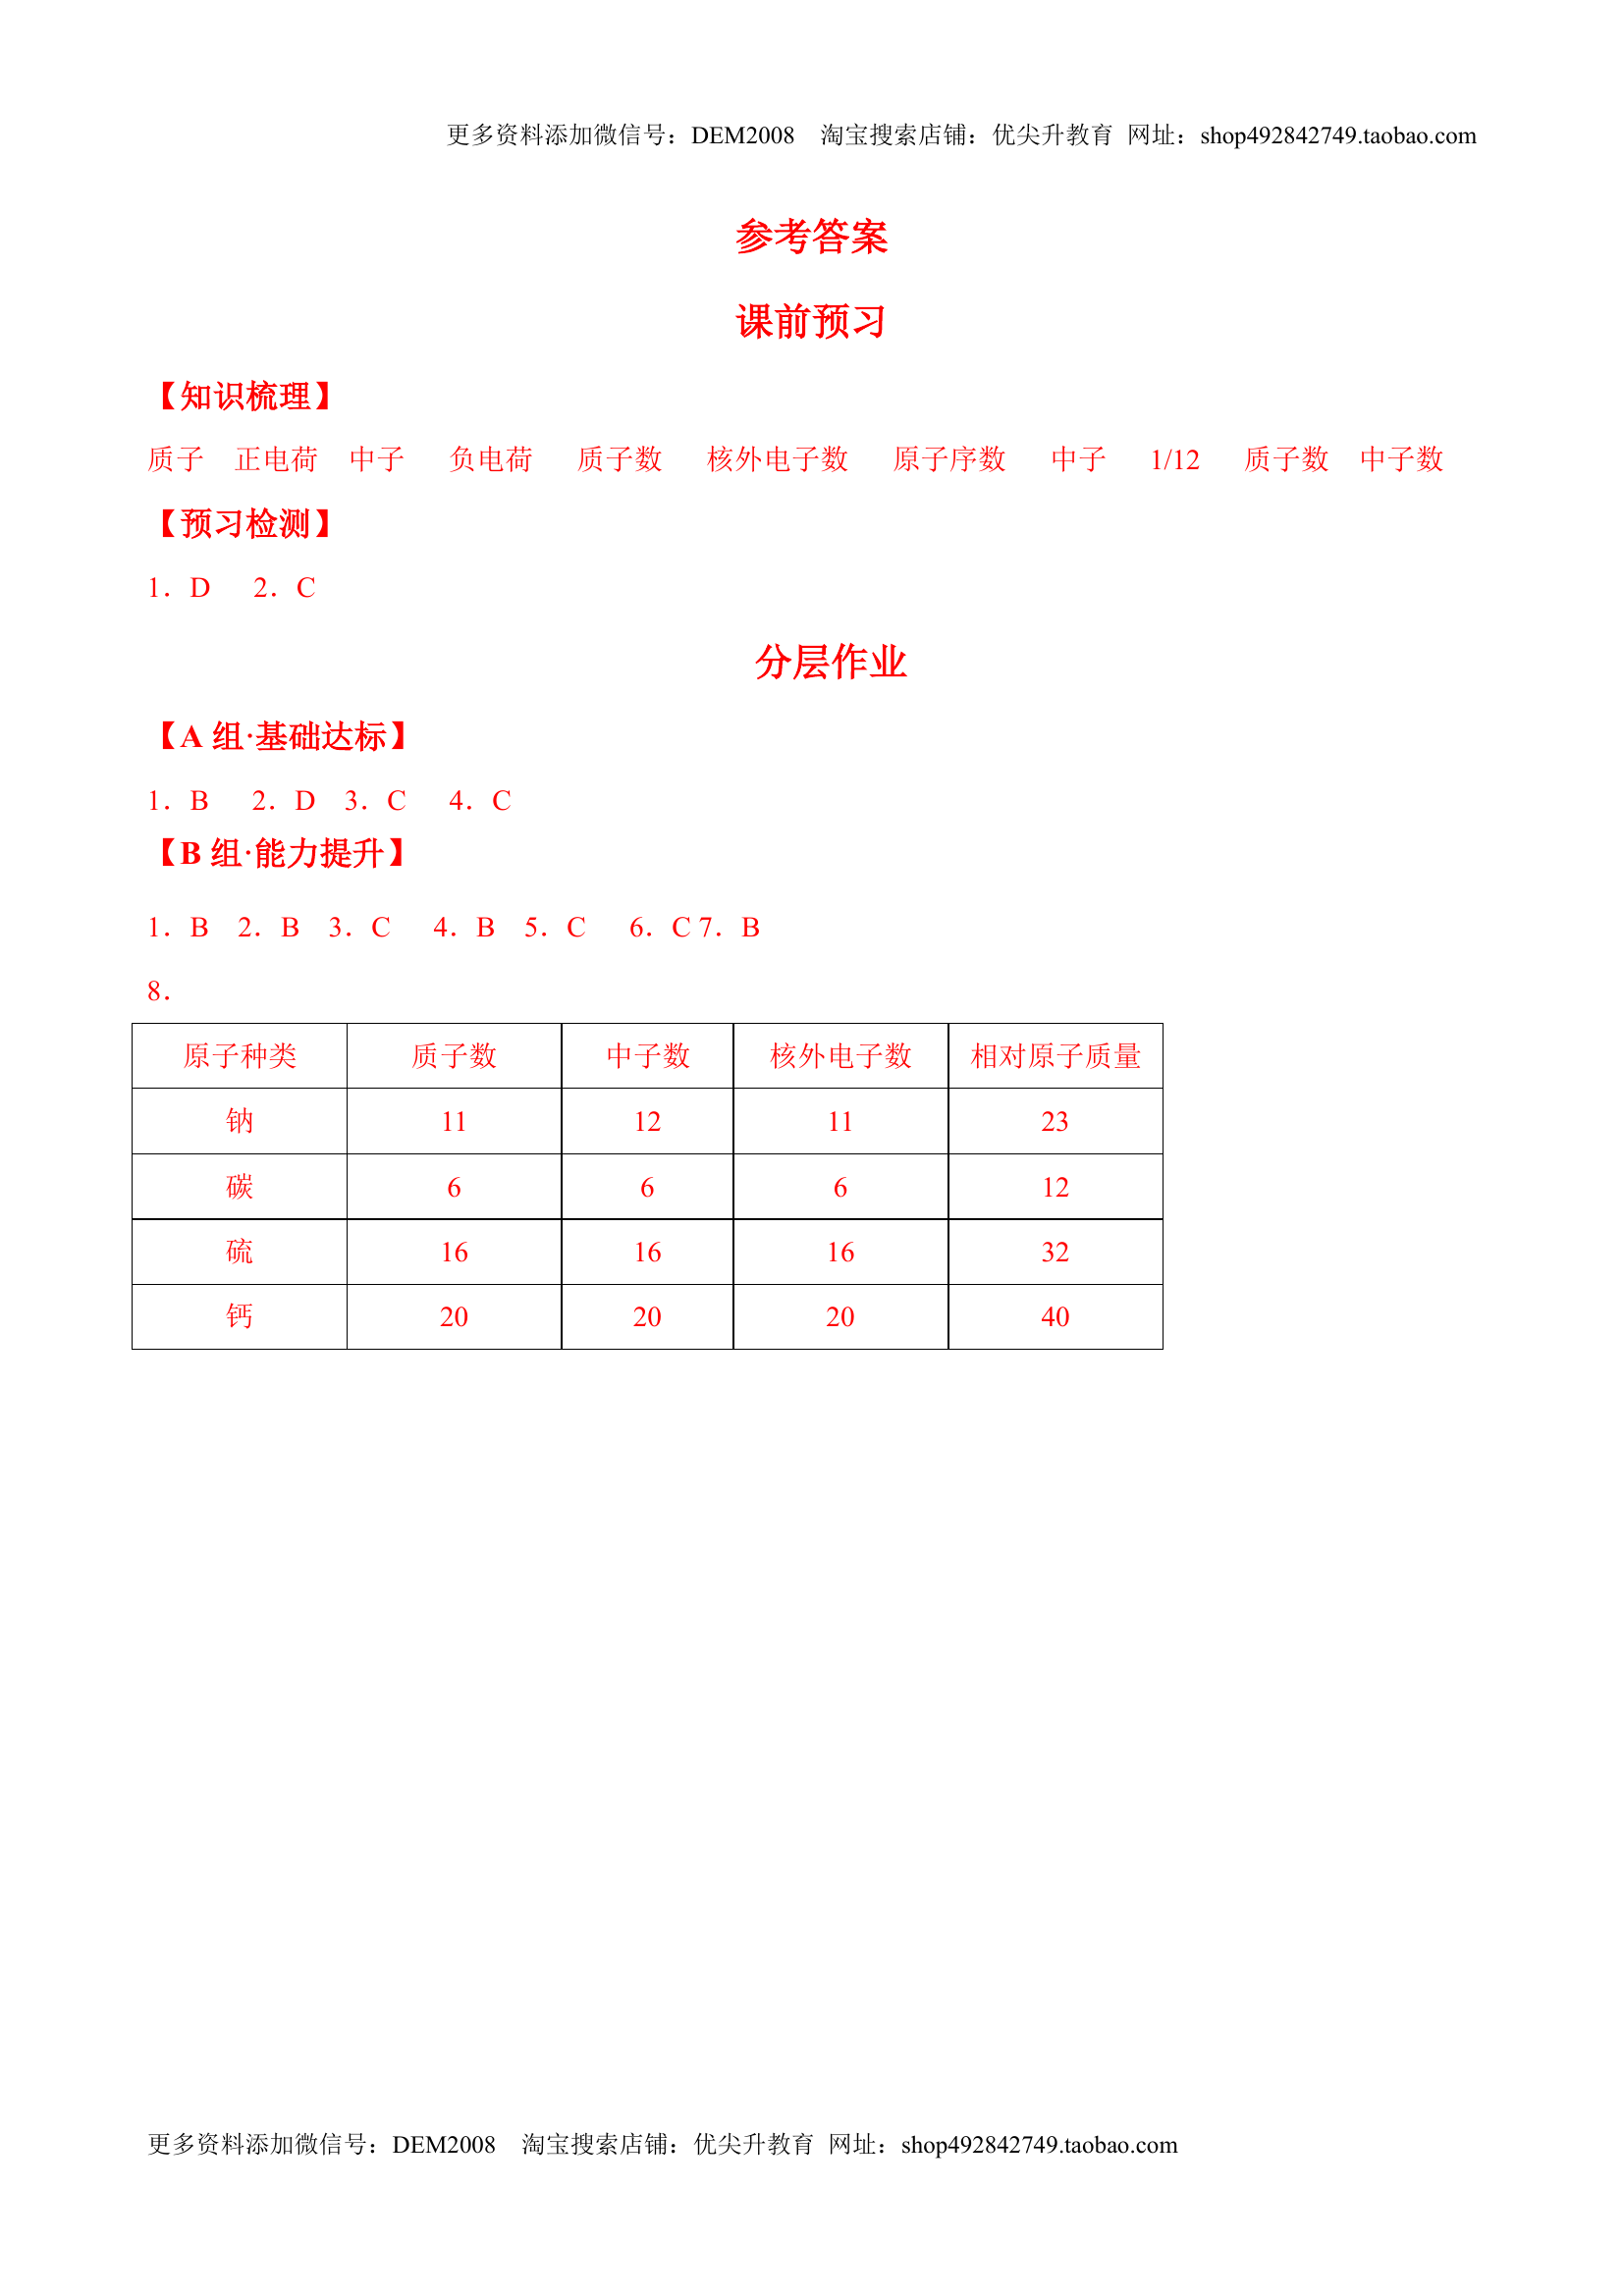 更多资料添加微信号：DEM2008 淘宝搜索店铺：优尖升教育 网址：shop492842749.taobao.com
参考答案
课前预习
【知识梳理】
质子 正电荷 中子 负电荷 质子数 核外电子数 原子序数 中子 1/12 质子数 中子数
【预习检测】
1．D 2．C
分层作业
【A 组·基础达标】
1．B 2．D 3．C 4．C
【B 组·能力提升】
1．B 2．B 3．C 4．B 5．C 6．C 7．B
8．
原子种类 质子数 中子数 核外电子数 相对原子质量
钠 11 12 11 23
碳 6 6 6 12
硫 16 16 16 32
钙 20 20 20 40
更多资料添加微信号：DEM2008 淘宝搜索店铺：优尖升教育 网址：shop492842749.taobao.com